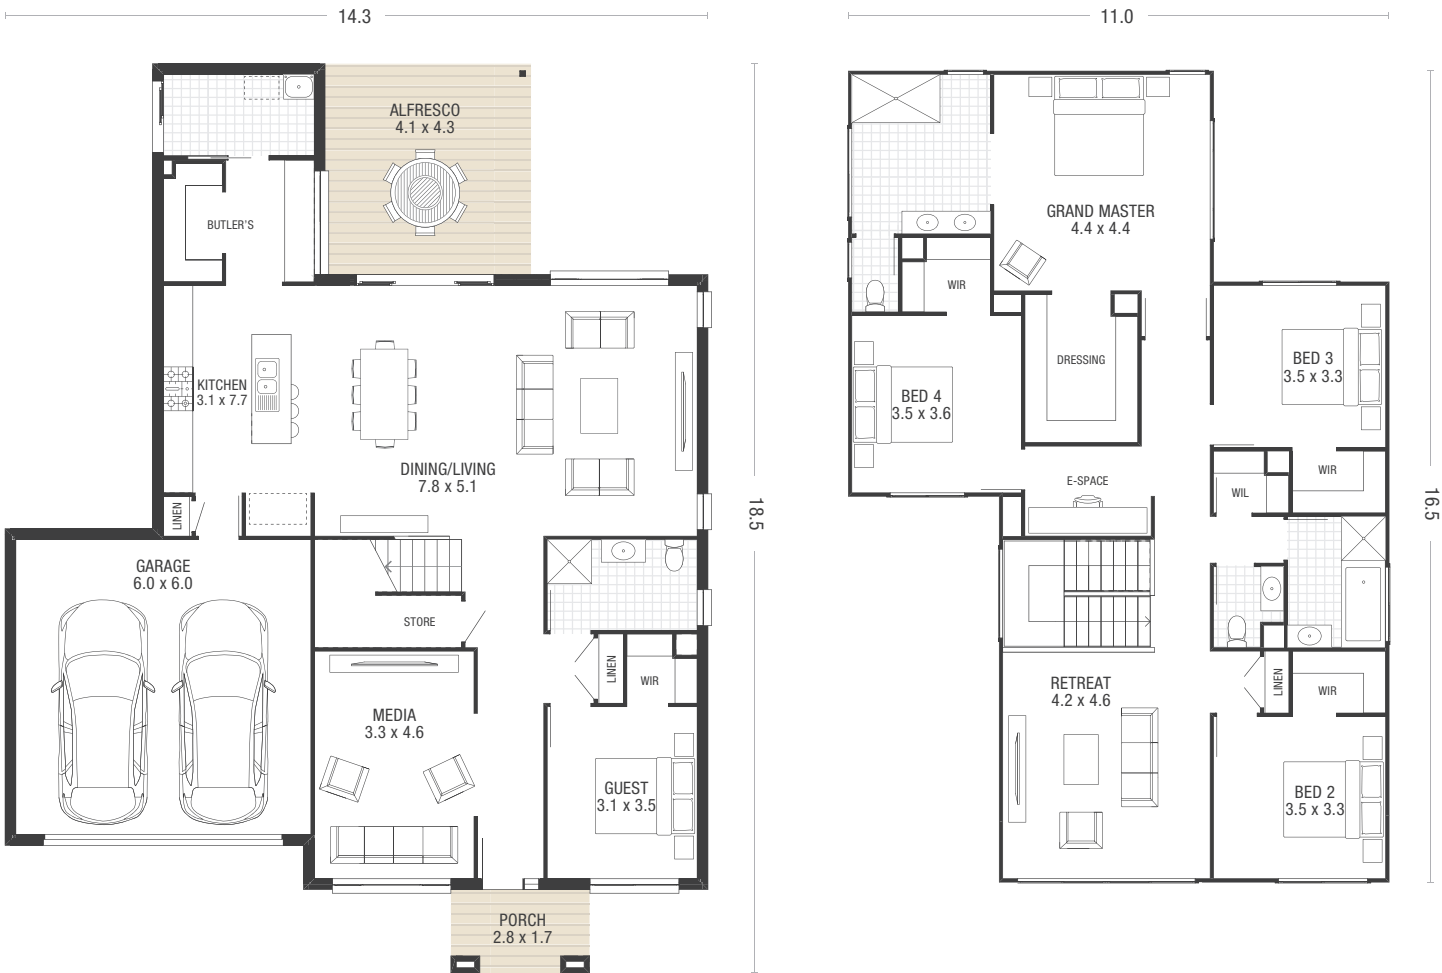 14.3
ALFRESCO
4.1 x 4.3
BUTLER'S
KITCHEN
3.1 x 7.7
DINING/LIVING
7.8 x 5.1
LINEN
GARAGE
6.0 x 6.0
STORE
LINEN
WIR
MEDIA
3.3 x 4.6
GUEST
3.1 x 3.5
PORCH
2.8 x 1.7
18.5
11.0
GRAND MASTER
4.4 x 4.4
WIR
DRESSING
BED 3
3.5 x 3.3
BED 4
3.5 x 3.6
E-SPACE
WIL
WIR
RETREAT
4.2 x 4.6
LINEN
WIR
BED 2
3.5 x 3.3
16.5